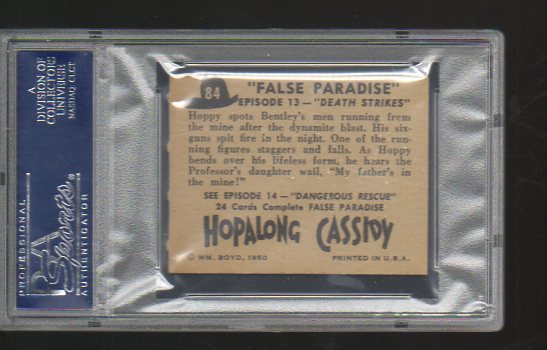 A
DIVISION OF
COLLECTORS
UNIVERSE
NASDAQ: CLCT
PROFESSIONAL
PSA
Sports
AUTHENTICATOR
84
"FALSE PARADISE"
EPISODE 13—"DEATH STRIKES"
Hoppy spots Bentley's men running from
the mine after the dynamite blast. His six-
guns spit fire in the night. One of the run-
ning figures staggers and falls. As Hoppy
bends over his lifeless form, he hears the
Professor's daughter wail, "My father's in
the mine!"
SEE EPISODE 14—"DANGEROUS RESCUE"
24 Cards Complete FALSE PARADISE
HOPALONG CASSIDY
© WM. BOYD, 1950 PRINTED IN U.S.A.